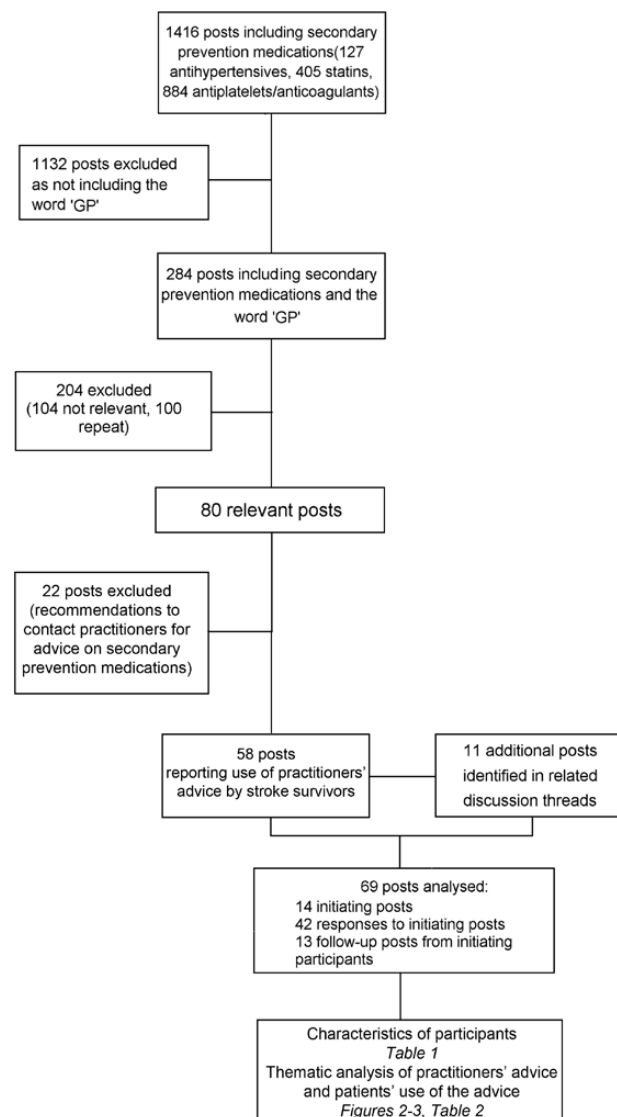 1416 posts including secondary
prevention medications(127
antihypertensives, 405 statins,
884 antiplatelets/anticoagulants)
1132 posts excluded
as not including the
word 'GP'
284 posts including secondary
prevention medications and the
word 'GP'
204 excluded
(104 not relevant, 100
repeat)
80 relevant posts
22 posts excluded
(recommendations to
contact practitioners for
advice on secondary
prevention medications)
58 posts
reporting use of practitioners’
advice by stroke survivors
11 additional posts
identified in related
discussion threads
69 posts analysed:
14 initiating posts
42 responses to initiating posts
13 follow-up posts from initiating
participants
Characteristics of participants
Table 1
Thematic analysis of practitioners’ advice
and patients’ use of the advice
Figures 2-3, Table 2